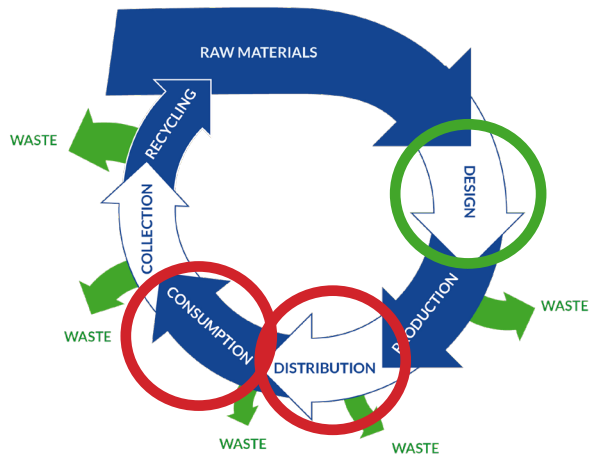 RAW MATERIALS
DESIGN
PRODUCTION
WASTE
DISTRIBUTION
WASTE
CONSUMPTION
WASTE
COLLECTION
WASTE
RECYCLING
WASTE